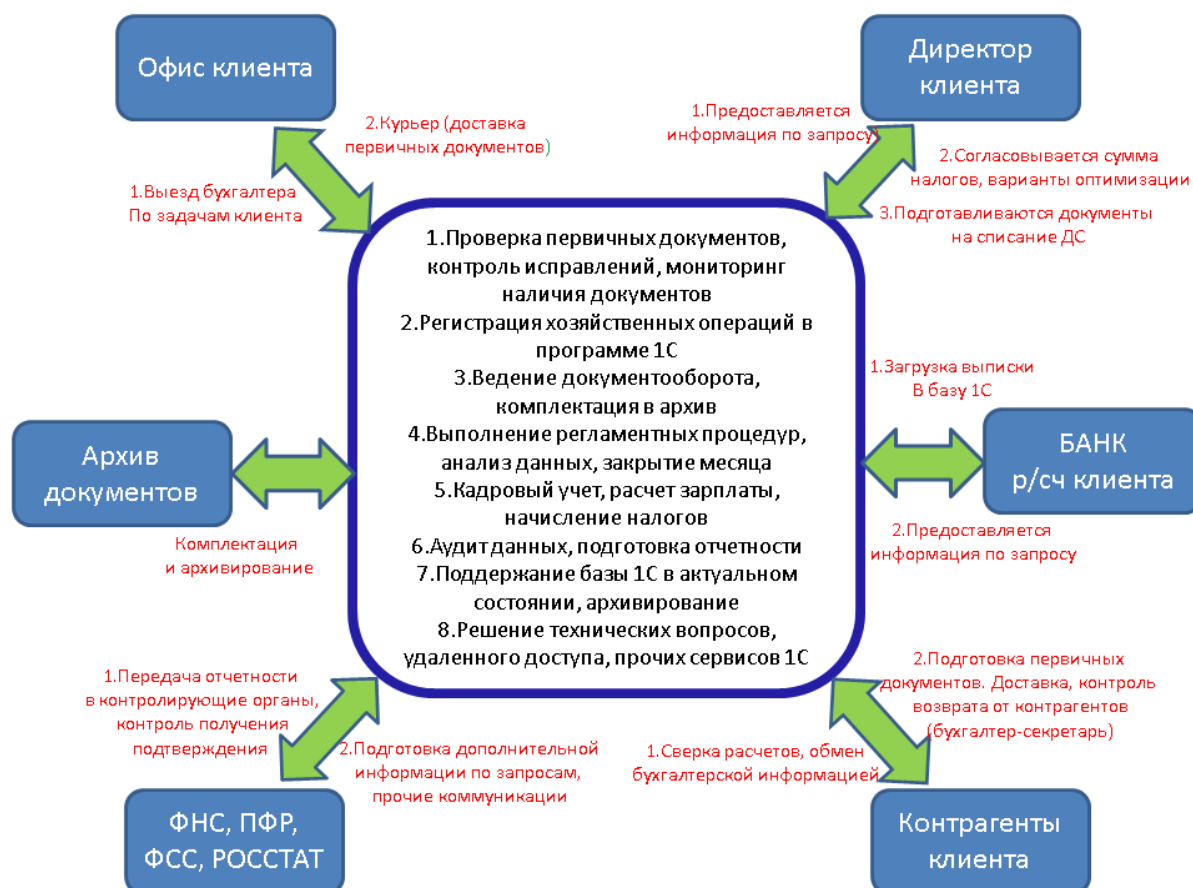 Офис клиента
Директор
клиента
2.Курьер (доставка
первичных документов)
1.Выезд бухгалтера
По задачам клиента
1.Предоставляется
информация по запросу)
2.Согласовывается сумма
налогов, варианты оптимизации
3.Подготавливаются документы
на списание ДС
1.Проверка первичных документов,
контроль исправлений, мониторинг
наличия документов
2.Регистрация хозяйственных операций в
программе 1С
3.Ведение документооборота,
комплектация в архив
4.Выполнение регламентных процедур,
анализ данных, закрытие месяца
5.Кадровый учет, расчет зарплаты,
начисление налогов
6.Аудит данных, подготовка отчетности
7.Поддержание базы 1С в актуальном
состоянии, архивирование
8.Решение технических вопросов,
удаленного доступа, прочих сервисов 1С
Архив
документов
Комплектация
и архивирование
1.Загрузка выписки
В базу 1С
БАНК
р/сч клиента
2.Предоставляется
информация по запросу
1.Передача отчетности
в контролирующие органы,
контроль получения
подтверждения
2.Подготовка дополнительной
информации по запросам,
прочие коммуникации
ФНС, ПФР,
ФСС, РОССТАТ
2.Подготовка первичных
документов. Доставка, контроль
возврата от контрагентов
(бухгалтер-секретарь)
1.Сверка расчетов, обмен
бухгалтерской информацией
Контрагенты
клиента